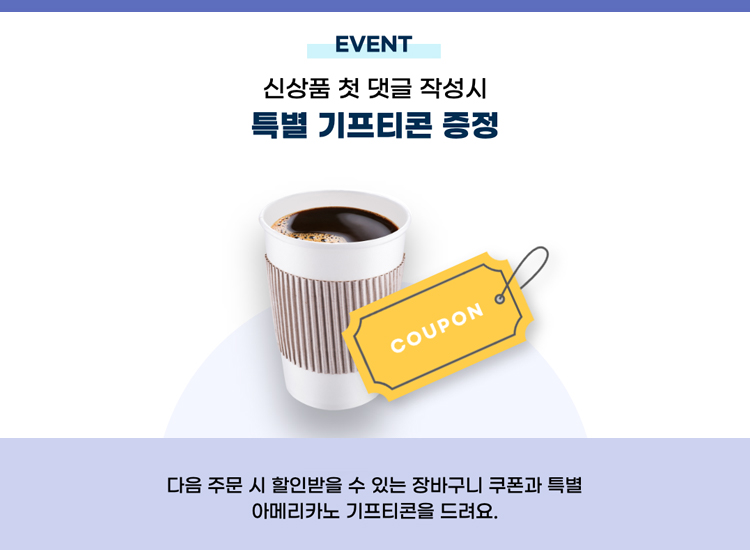 EVENT
신상품 첫 댓글 작성시
특별 기프티콘 증정
COUPON
다음 주문 시 할인받을 수 있는 장바구니 쿠폰과 특별
아메리카노 기프티콘을 드려요.